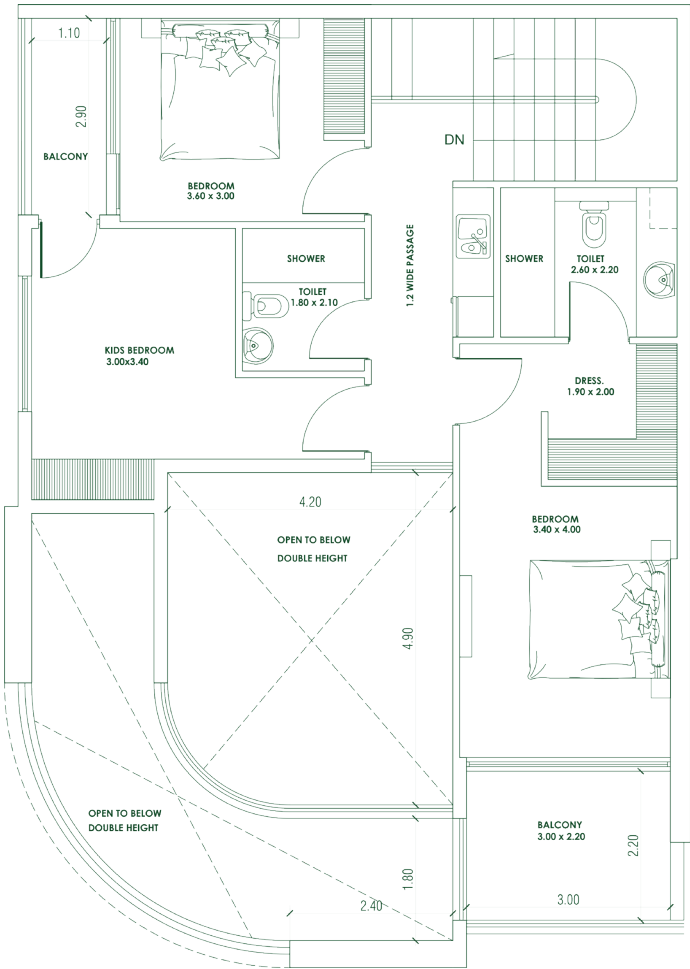 1.10
2.90
BALCONY
BEDROOM
3.60 x 3.00
DN
1.2 WIDE PASSAGE
SHOWER
TOILET
1.80 x 2.10
SHOWER
TOILET
2.60 x 2.20
KIDS BEDROOM
3.00x3.40
DRESS.
1.90 x 2.00
4.20
OPEN TO BELOW
DOUBLE HEIGHT
4.90
BEDROOM
3.40 x 4.00
OPEN TO BELOW
DOUBLE HEIGHT
BALCONY
3.00 x 2.20
2.20
1.80
2.40
3.00